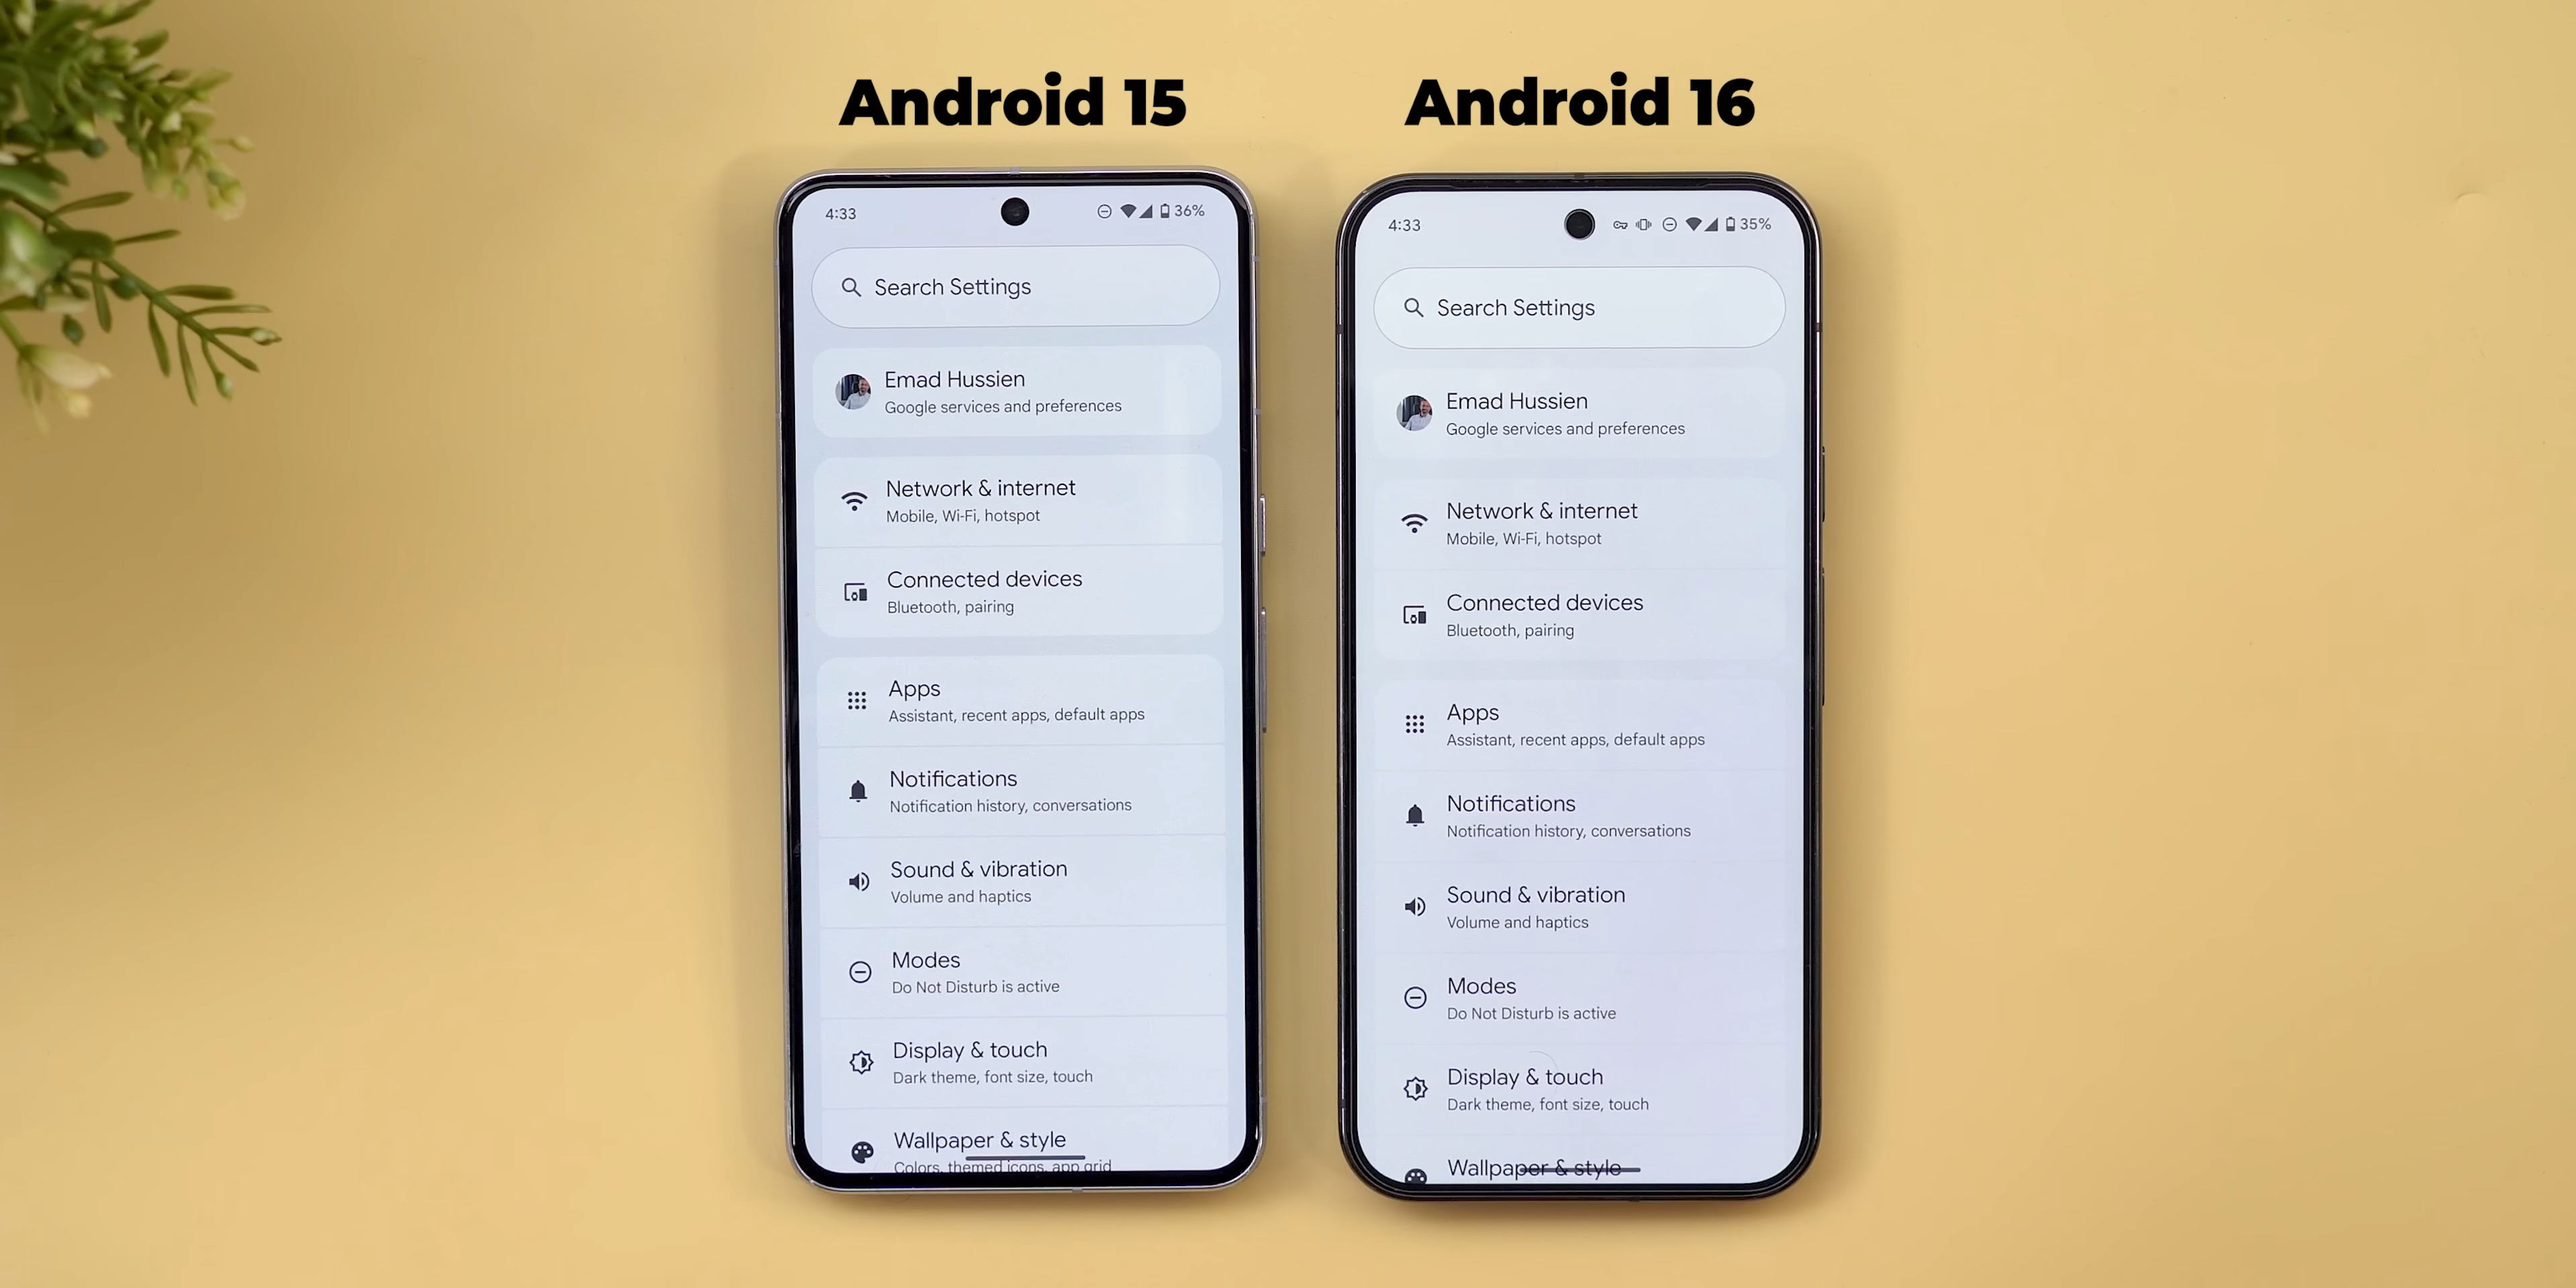 Android 15
4:33
36%
Search Settings
Emad Hussien
Google services and preferences
Network & internet
Mobile, Wi-Fi, hotspot
Connected devices
Bluetooth, pairing
Apps
Assistant, recent apps, default apps
Notifications
Notification history, conversations
Sound & vibration
Volume and haptics
Modes
Do Not Disturb is active
Display & touch
Dark theme, font size, touch
Wallpaper & style
Colors, themed icons, app grid
Android 16
4:33
35%
Search Settings
Emad Hussien
Google services and preferences
Network & internet
Mobile, Wi-Fi, hotspot
Connected devices
Bluetooth, pairing
Apps
Assistant, recent apps, default apps
Notifications
Notification history, conversations
Sound & vibration
Volume and haptics
Modes
Do Not Disturb is active
Display & touch
Dark theme, font size, touch
Wallpaper & style